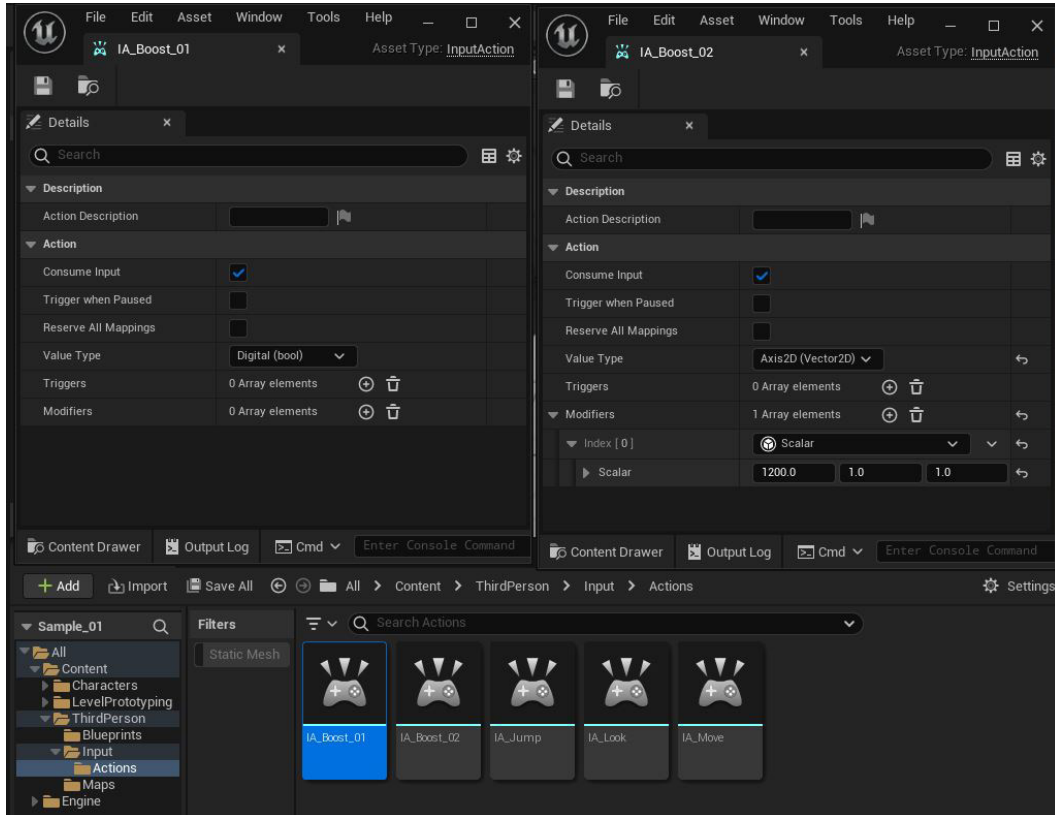 File Edit Asset Window Tools Help
IA_Boost_01
Asset Type: InputAction
Details
Search
Description
Action Description
Action
Consume Input
Trigger when Paused
Reserve All Mappings
Value Type Digital (bool)
Triggers 0 Array elements
Modifiers 0 Array elements
Content Drawer Output Log Cmd Enter Console Command
File Edit Asset Window Tools Help
IA_Boost_02
Asset Type: InputAction
Details
Search
Description
Action Description
Action
Consume Input
Trigger when Paused
Reserve All Mappings
Value Type Axis2D (Vector2D)
Triggers 0 Array elements
Modifiers 1 Array elements
Index [ 0 ] Scalar
Scalar 1200.0 1.0 1.0
Content Drawer Output Log Cmd Enter Console Command
Add Import Save All All > Content > ThirdPerson > Input > Actions Settings
Sample_01
All
Content
Characters
LevelPrototyping
ThirdPerson
Blueprints
Input
Actions
Maps
Engine
Filters
Static Mesh
Search Actions
IA_Boost_01 IA_Boost_02 IA_Jump IA_Look IA_Move